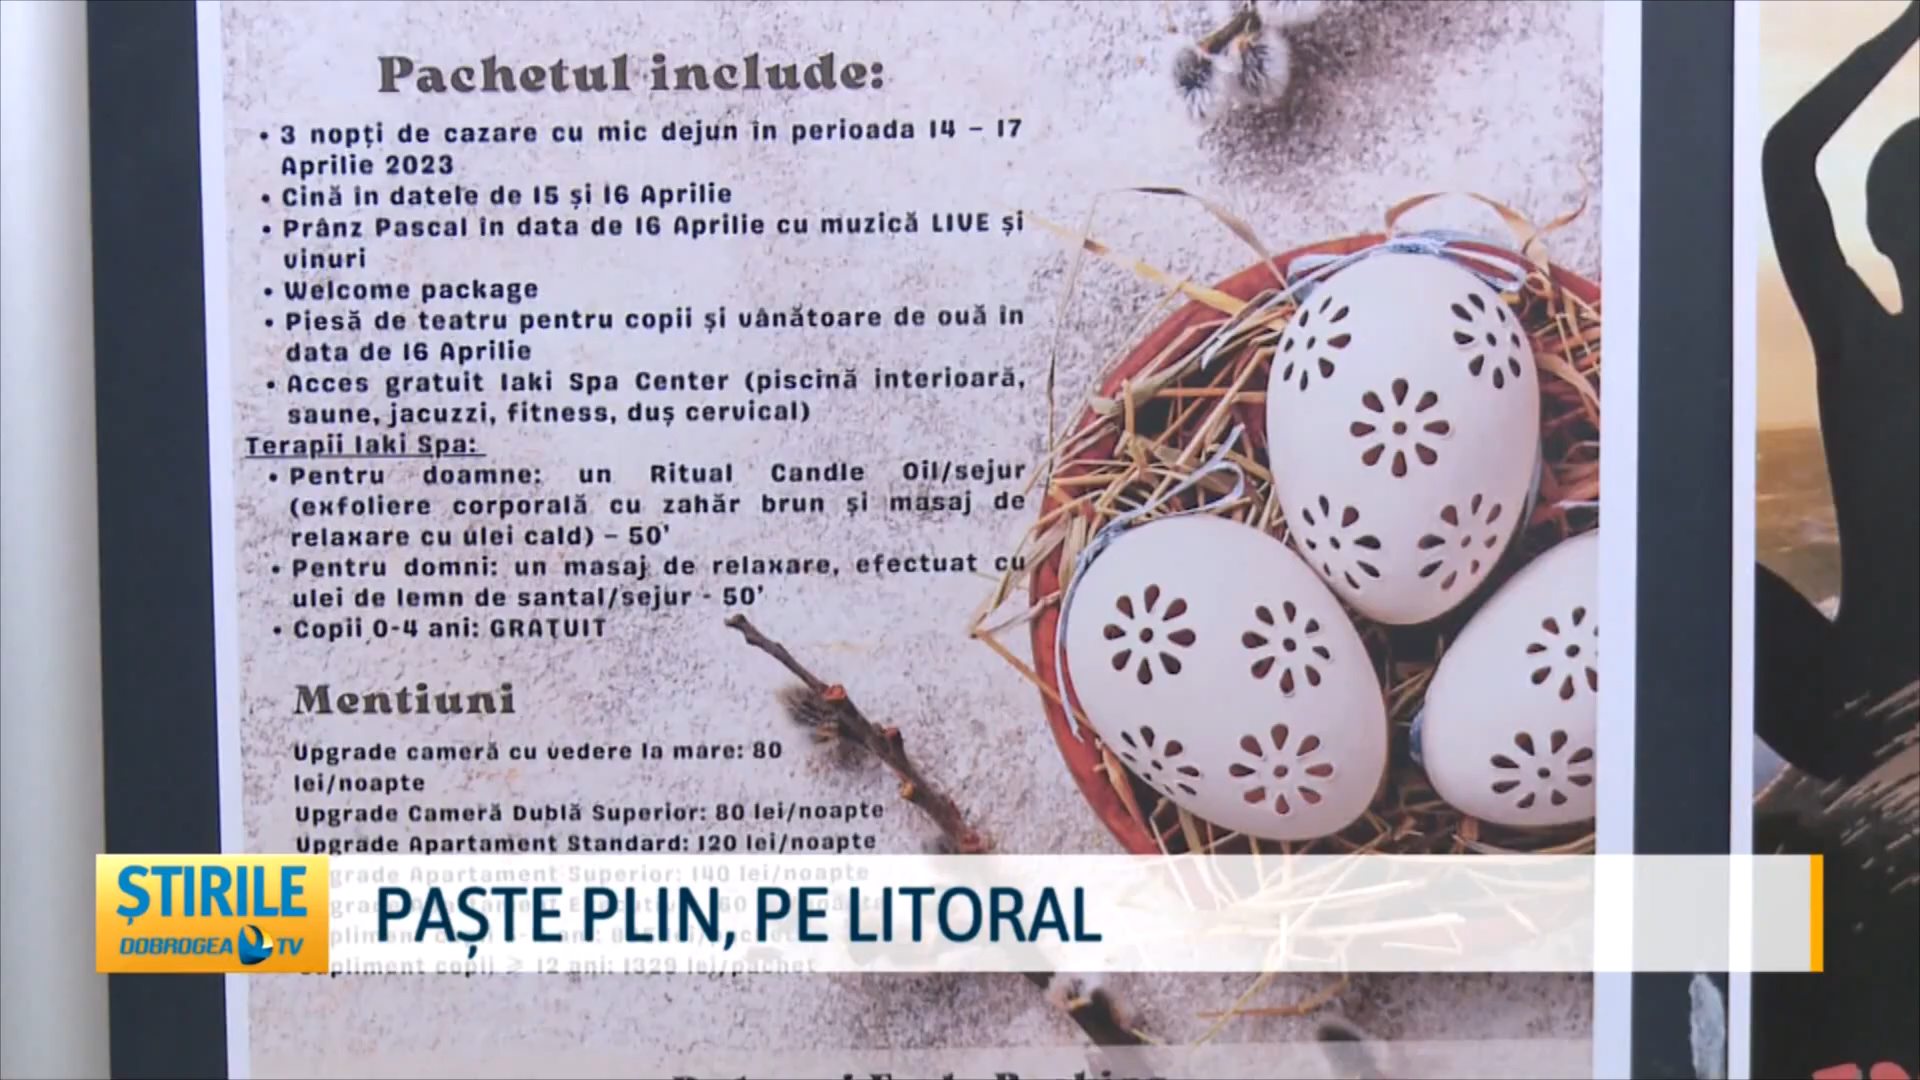 Pachetul include:
• 3 nopți de cazare cu mic dejun în perioada 14 – 17
Aprilie 2023
• Cină în datele de 15 și 16 Aprilie
• Prânz Pascal în data de 16 Aprilie cu muzică LIVE și
vinuri
• Welcome package
• Piesă de teatru pentru copii și vânătoare de ouă în
data de 16 Aprilie
• Acces gratuit Iaki Spa Center (piscină interioară,
saune, jacuzzi, fitness, duș cervical)
Terapii Iaki Spa:
• Pentru doamne: un Ritual Candle Oil/sejur
(exfoliere corporală cu zahăr brun și masaj de
relaxare cu ulei cald) – 50'
• Pentru domni: un masaj de relaxare, efectuat cu
ulei de lemn de santal/sejur - 50'
• Copii 0-4 ani: GRATUIT
Mentiuni
Upgrade cameră cu vedere la mare: 80
lei/noapte
Upgrade Cameră Dublă Superior: 80 lei/noapte
Upgrade Apartament Standard: 120 lei/noapte
Apartament Superior: 140 lei/noapte
copii ≥ 12 ani: 1329 lei/pachet
ȘTIRILE
DOBROGEA TV
PAȘTE PLIN, PE LITORAL